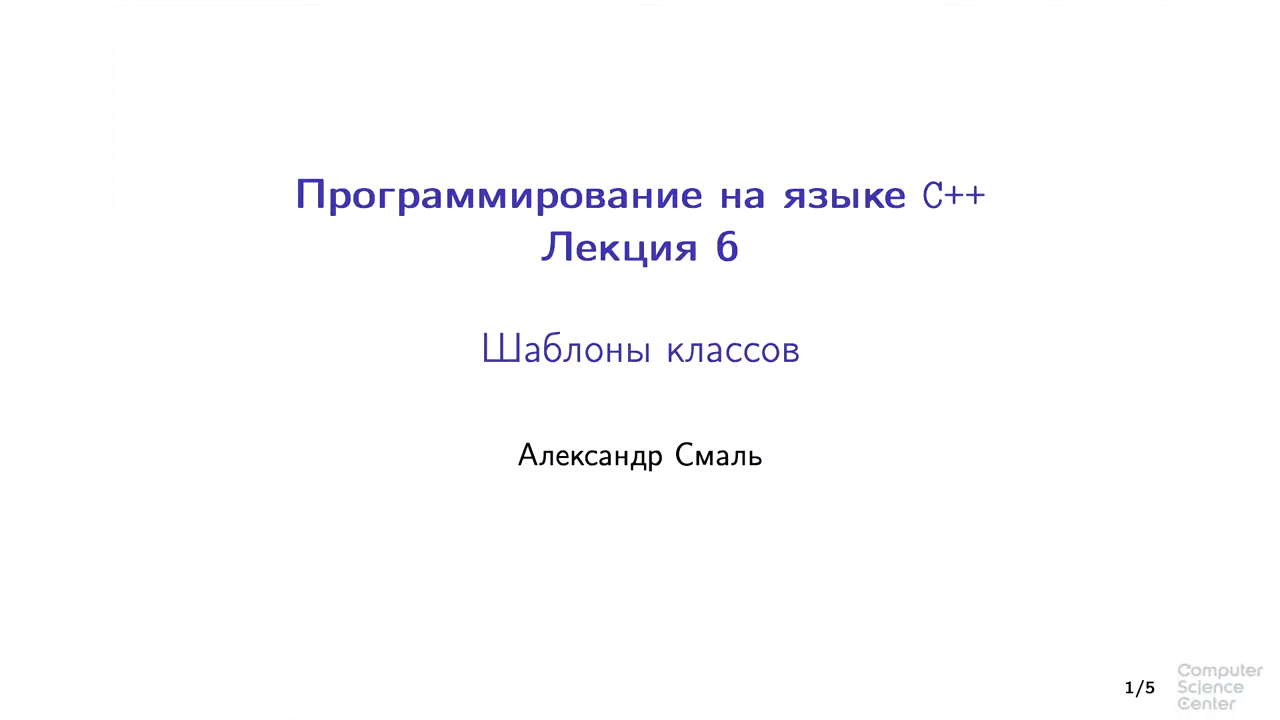 Программирование на языке C++
Лекция 6
Шаблоны классов
Александр Смаль
1/5
Computer
Science
Center